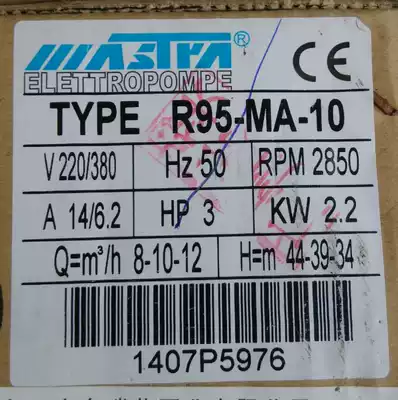 MASTRA®
ELETTROPOMPE
CE
TYPE R95-MA-10
V 220/380 Hz 50 RPM 2850
A 14/6.2 HP 3 KW 2.2
Q=m³/h 8-10-12 H=m 44-39-34
1407P5976